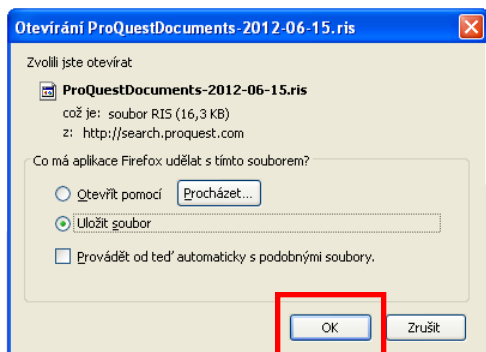 Otevírání ProQuestDocuments-2012-06-15.ris
Zvolili jste otevírat
ProQuestDocuments-2012-06-15.ris
což je: soubor RIS (16,3 KB)
z: http://search.proquest.com
Co má aplikace Firefox udělat s tímto souborem?
Otevřít pomocí Procházet...
Uložit soubor
Provádět od teď automaticky s podobnými soubory.
OK Zrušit